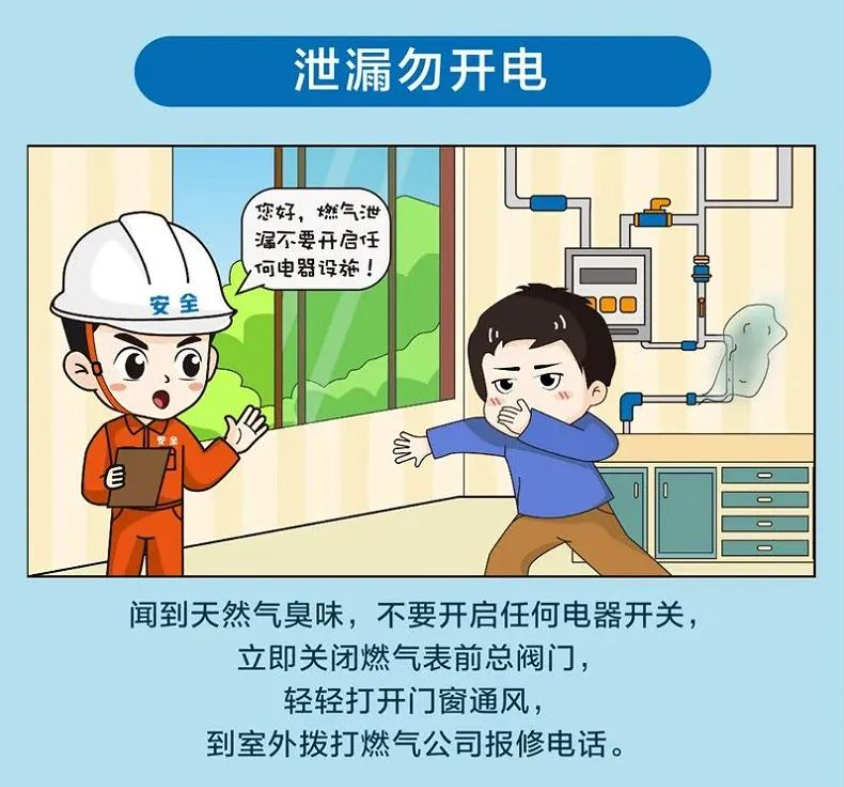 泄漏勿开电
您好，燃气泄
漏不要开启任
何电器设施！
安全
安全
闻到天然气臭味，不要开启任何电器开关，
立即关闭燃气表前总阀门，
轻轻打开门窗通风，
到室外拨打燃气公司报修电话。